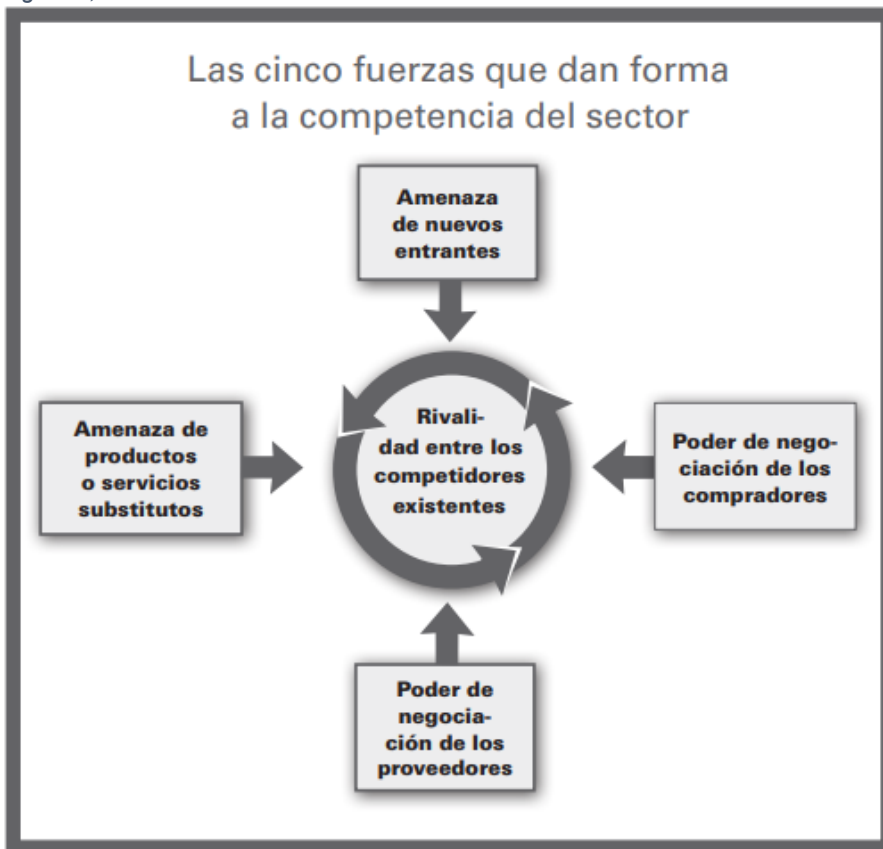 Las cinco fuerzas que dan forma
a la competencia del sector
Amenaza
de nuevos
entrantes
Amenaza de
productos
o servicios
substitutos
Rivali-
dad entre los
competidores
existentes
Poder de nego-
ciación de los
compradores
Poder de
negocia-
ción de los
proveedores